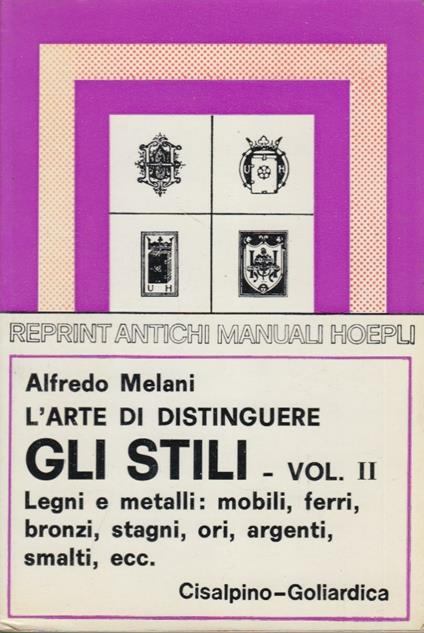 U H
U H
REPRINT ANTICHI MANUALI HOEPLI
Alfredo Melani
L'ARTE DI DISTINGUERE
GLI STILI - VOL. II
Legni e metalli: mobili, ferri,
bronzi, stagni, ori, argenti,
smalti, ecc.
Cisalpino-Goliardica